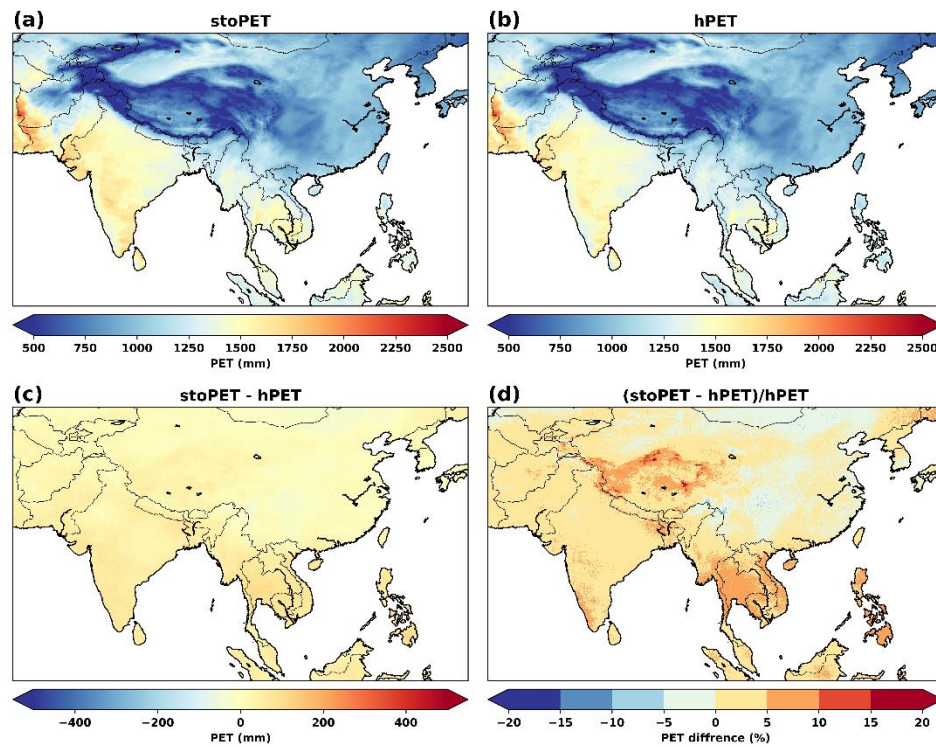 (a) stoPET
(b) hPET
500 750 1000 1250 1500 1750 2000 2250 2500
PET (mm)
500 750 1000 1250 1500 1750 2000 2250 2500
PET (mm)
(c) stoPET - hPET
(d) (stoPET - hPET)/hPET
−400 −200 0 200 400
PET (mm)
−20 −15 −10 −5 0 5 10 15 20
PET diffrence (%)